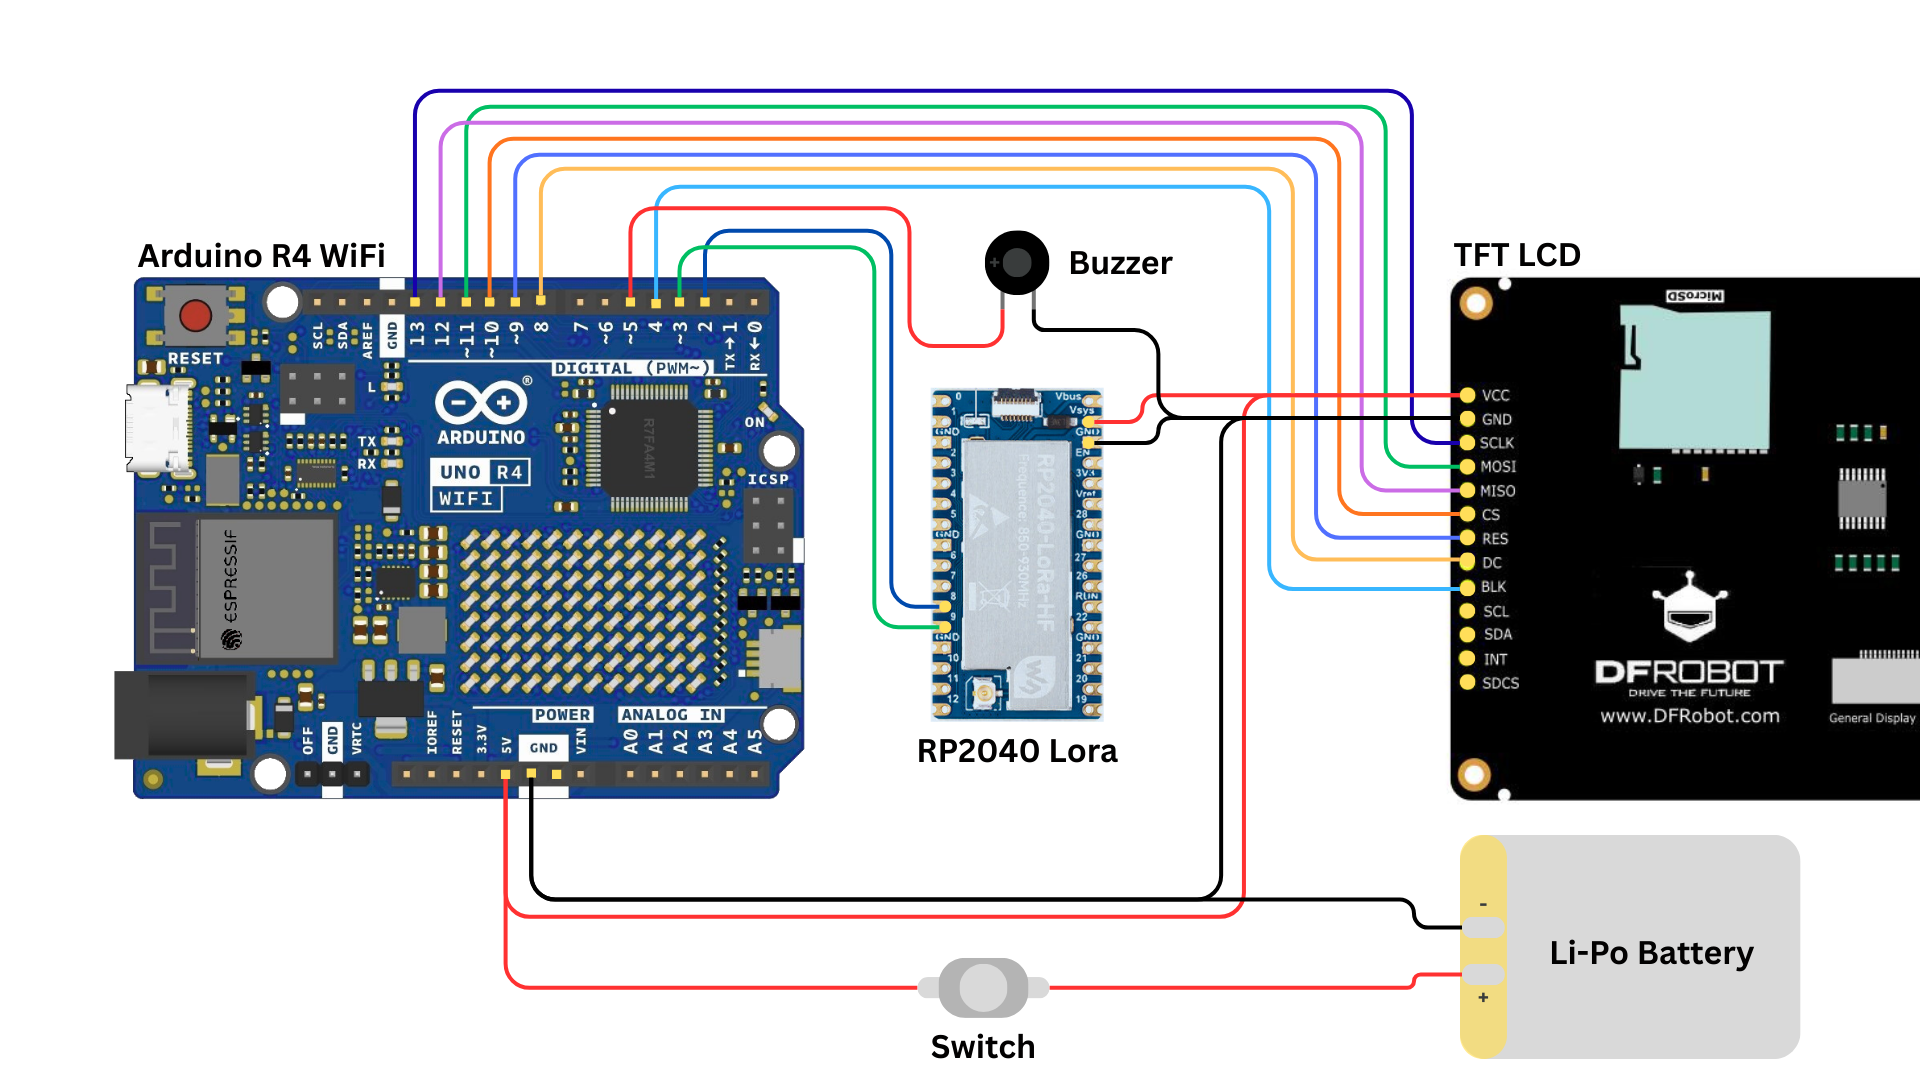 Arduino R4 WiFi
RESET
SCL
SDA
AREF
GND
13
12
~11
~10
~9
8
7
~6
~5
4
~3
2
TX→1
RX←0
DIGITAL (PWM~)
L
TX
RX
ARDUINO
®
UNO R4
WIFI
R7FA4M1
ON
ICSP
ESPRESSIF
POWER
ANALOG IN
OFF
GND
VRTC
IOREF
RESET
3.3V
5V
GND
VIN
A0
A1
A2
A3
A4
A5
+
Buzzer
0
1
GND
2
3
4
5
GND
6
7
8
9
GND
10
11
12
Vbus
Vsys
GND
EN
3V3
Vref
28
GND
27
26
RUN
22
GND
21
20
19
RP2040-LoRa-HF
Frequence: 850-930MHz
RP2040 Lora
TFT LCD
MicroSD
VCC
GND
SCLK
MOSI
MISO
CS
RES
DC
BLK
SCL
SDA
INT
SDCS
DFROBOT
DRIVE THE FUTURE
www.DFRobot.com
General Display
-
Li-Po Battery
+
Switch